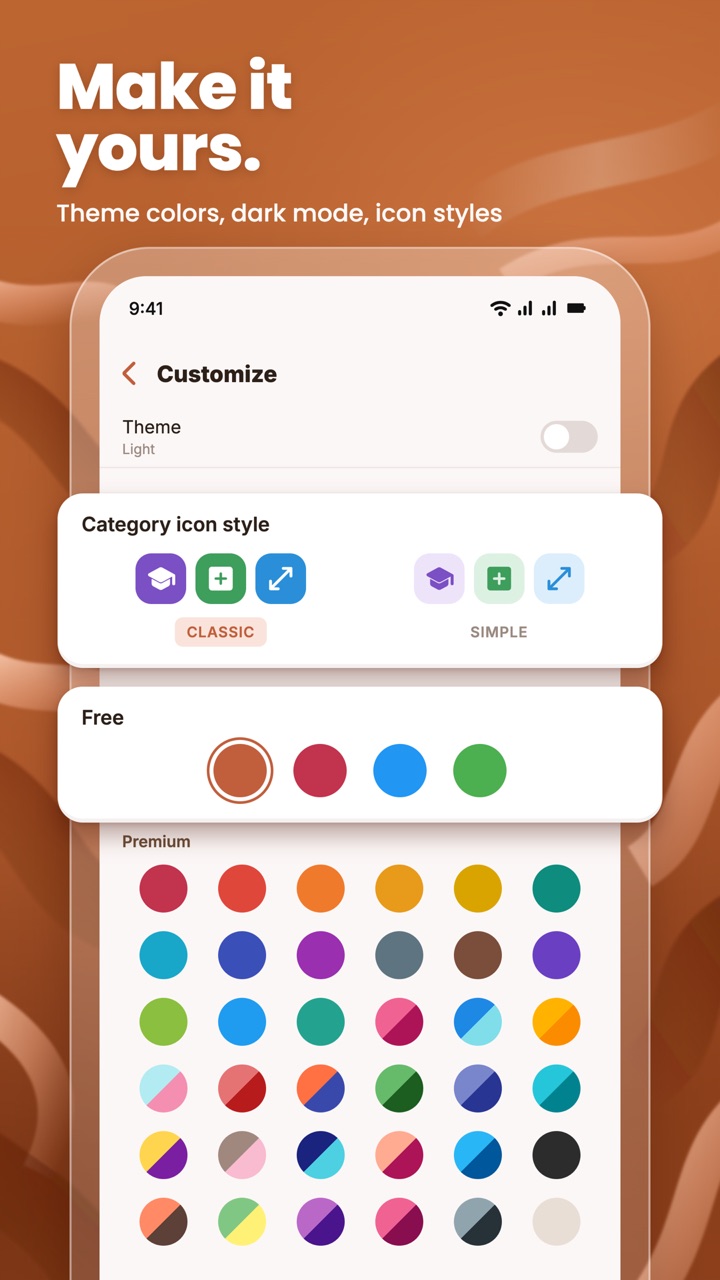 Make it
yours.
Theme colors, dark mode, icon styles
9:41
Customize
Theme
Light
Category icon style
CLASSIC
SIMPLE
Free
Premium